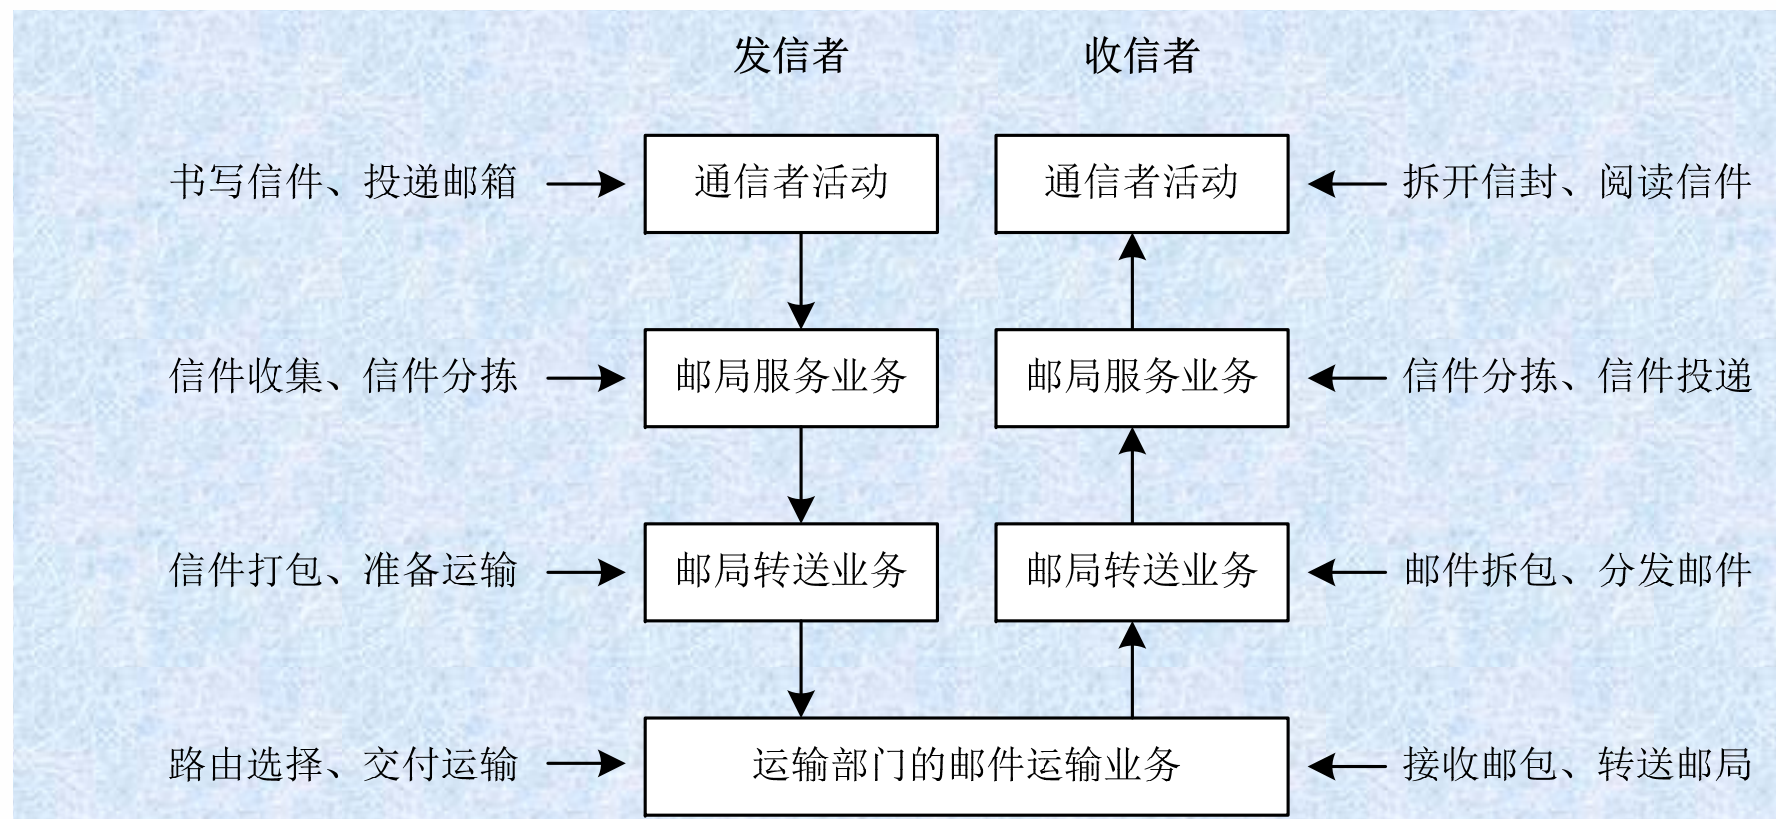 发信者 收信者
书写信件、投递邮箱 通信者活动 通信者活动 拆开信封、阅读信件
信件收集、信件分拣 邮局服务业务 邮局服务业务 信件分拣、信件投递
信件打包、准备运输 邮局转送业务 邮局转送业务 邮件拆包、分发邮件
路由选择、交付运输 运输部门的邮件运输业务 接收邮包、转送邮局